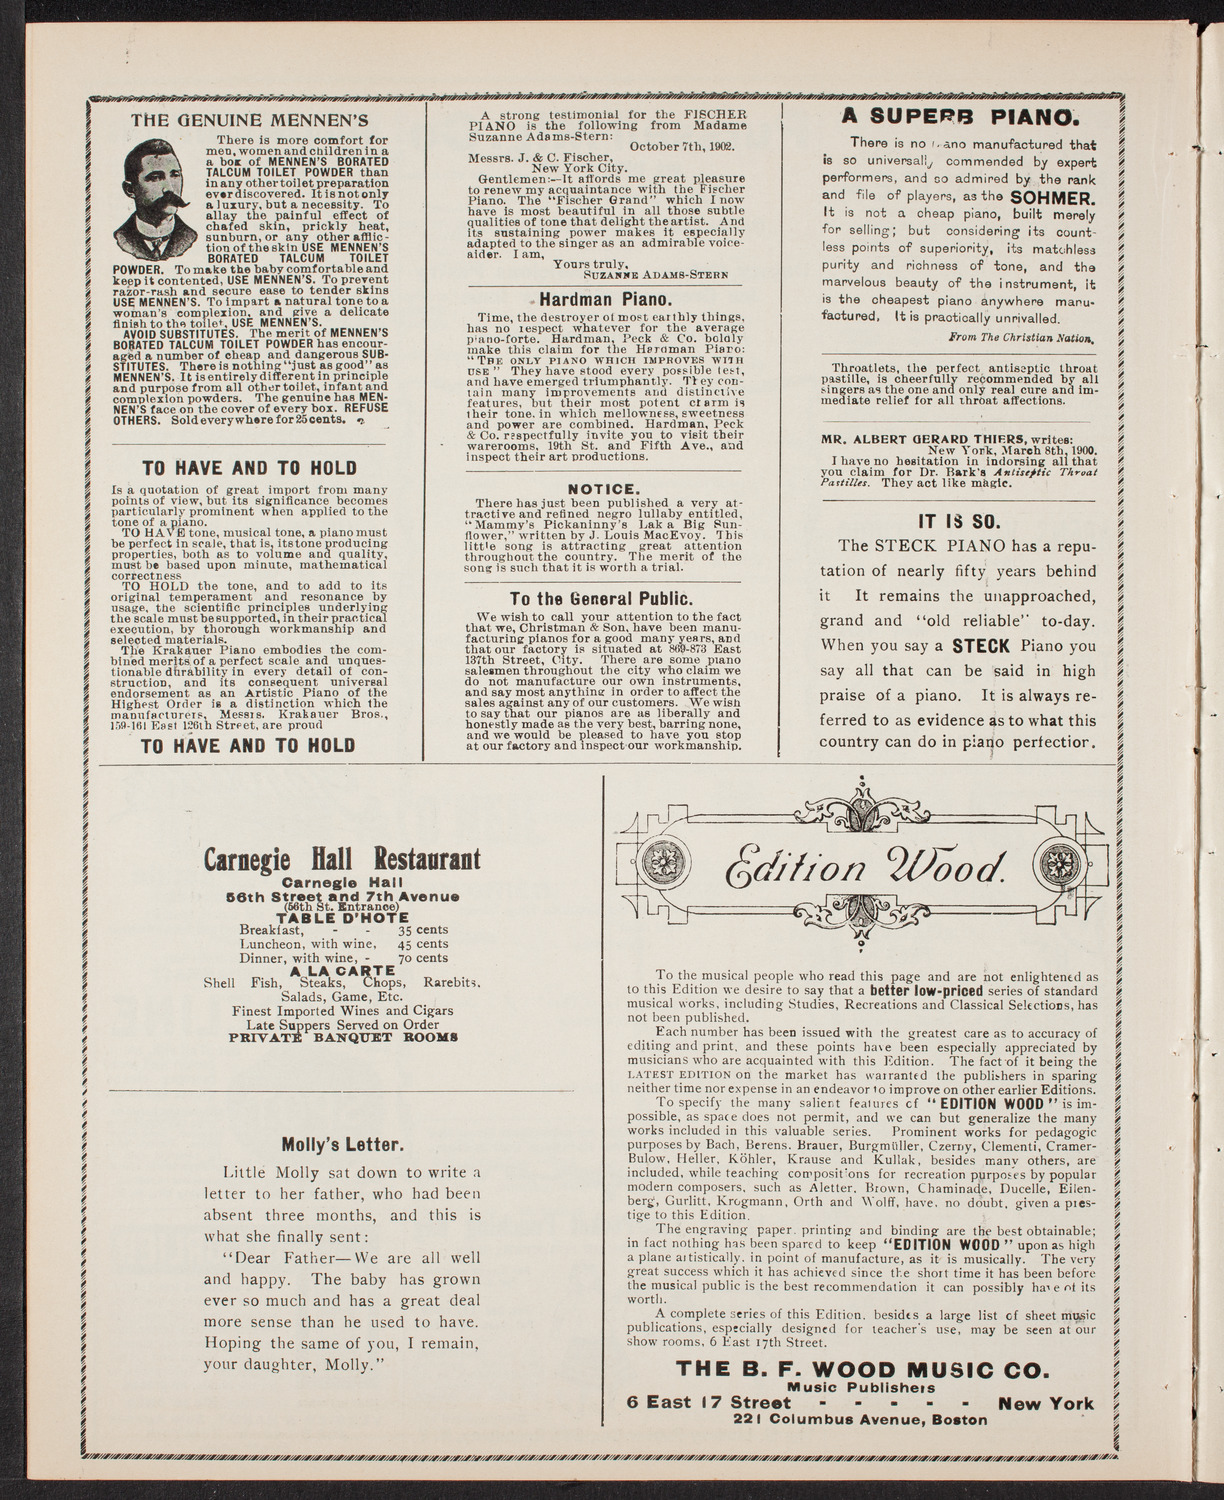 THE GENUINE MENNEN'S
There is more comfort for
men, women and children in a
a box of MENNEN'S BORATED
TALCUM TOILET POWDER than
in any other toilet preparation
ever discovered. It is not only
a luxury, but a necessity. To
allay the painful effect of
chafed skin, prickly heat,
sunburn, or any other afflic-
tion of the skin USE MENNEN'S
BORATED TALCUM TOILET
POWDER. To make the baby comfortable and
keep it contented, USE MENNEN'S. To prevent
razor-rash and secure ease to tender skins
USE MENNEN'S. To impart a natural tone to a
woman's complexion, and give a delicate
finish to the toilet, USE MENNEN'S.
AVOID SUBSTITUTES. The merit of MENNEN'S
BORATED TALCUM TOILET POWDER has encour-
aged a number of cheap and dangerous SUB-
STITUTES. There is nothing "just as good" as
MENNEN'S. It is entirely different in principle
and purpose from all other toilet, infant and
complexion powders. The genuine has MEN-
NEN'S face on the cover of every box. REFUSE
OTHERS. Sold everywhere for 25 cents.
TO HAVE AND TO HOLD
Is a quotation of great import from many
points of view, but its significance becomes
particularly prominent when applied to the
tone of a piano.
TO HAVE tone, musical tone, a piano must
be perfect in scale, that is, its tone producing
properties, both as to volume and quality,
must be based upon minute, mathematical
correctness
TO HOLD the tone, and to add to its
original temperament and resonance by
usage, the scientific principles underlying
the scale must be supported, in their practical
execution, by thorough workmanship and
selected materials.
The Krakauer Piano embodies the com-
bined merits of a perfect scale and unques-
tionable durability in every detail of con-
struction, and its consequent universal
endorsement as an Artistic Piano of the
Highest Order is a distinction which the
manufacturers, Messrs. Krakauer Bros.,
159-161 East 126th Street, are proud
TO HAVE AND TO HOLD
A strong testimonial for the FISCHER
PIANO is the following from Madame
Suzanne Adams-Stern:
October 7th, 1902.
Messrs. J. & C. Fischer,
New York City.
Gentlemen:—It affords me great pleasure
to renew my acquaintance with the Fischer
Piano. The "Fischer Grand" which I now
have is most beautiful in all those subtle
qualities of tone that delight the artist. And
its sustaining power makes it especially
adapted to the singer as an admirable voice-
aider. I am,
Yours truly,
SUZANNE ADAMS-STERN
Hardman Piano.
Time, the destroyer of most earthly things,
has no respect whatever for the average
piano-forte. Hardman, Peck & Co. boldly
make this claim for the Hardman Piano:
"THE ONLY PIANO WHICH IMPROVES WITH
USE" They have stood every possible test,
and have emerged triumphantly. They con-
tain many improvements and distinctive
features, but their most potent charm is
their tone. in which mellowness, sweetness
and power are combined. Hardman, Peck
& Co. respectfully invite you to visit their
warerooms, 19th St. and Fifth Ave., and
inspect their art productions.
NOTICE.
There has just been published a very at-
tractive and refined negro lullaby entitled,
"Mammy's Pickaninny's Lak a Big Sun-
flower," written by J. Louis MacEvoy. This
little song is attracting great attention
throughout the country. The merit of the
song is such that it is worth a trial.
To the General Public.
We wish to call your attention to the fact
that we, Christman & Son, have been manu-
facturing pianos for a good many years, and
that our factory is situated at 869-873 East
137th Street, City. There are some piano
salesmen throughout the city who claim we
do not manufacture our own instruments,
and say most anything in order to affect the
sales against any of our customers. We wish
to say that our pianos are as liberally and
honestly made as the very best, barring none,
and we would be pleased to have you stop
at our factory and inspect our workmanship.
A SUPERB PIANO.
There is no piano manufactured that
is so universally commended by expert
performers, and so admired by the rank
and file of players, as the SOHMER.
It is not a cheap piano, built merely
for selling; but considering its count-
less points of superiority, its matchless
purity and richness of tone, and the
marvelous beauty of the instrument, it
is the cheapest piano anywhere manu-
factured, It is practically unrivalled.
From The Christian Nation.
Throatlets, the perfect antiseptic throat
pastille, is cheerfully recommended by all
singers as the one and only real cure and im-
mediate relief for all throat affections.
MR. ALBERT GERARD THIERS, writes:
New York, March 8th, 1900.
I have no hesitation in indorsing all that
you claim for Dr. Bark's Antiseptic Throat
Pastilles. They act like magic.
IT IS SO.
The STECK PIANO has a repu-
tation of nearly fifty years behind
it It remains the unapproached,
grand and "old reliable" to-day.
When you say a STECK Piano you
say all that can be said in high
praise of a piano. It is always re-
ferred to as evidence as to what this
country can do in piano perfection.
Carnegie Hall Restaurant
Carnegie Hall
56th Street and 7th Avenue
(56th St. Entrance)
TABLE D'HOTE
Breakfast, - - 35 cents
Luncheon, with wine, 45 cents
Dinner, with wine, - 70 cents
A LA CARTE
Shell Fish, Steaks, Chops, Rarebits,
Salads, Game, Etc.
Finest Imported Wines and Cigars
Late Suppers Served on Order
PRIVATE BANQUET ROOMS
Molly's Letter.
Little Molly sat down to write a
letter to her father, who had been
absent three months, and this is
what she finally sent:
"Dear Father—We are all well
and happy. The baby has grown
ever so much and has a great deal
more sense than he used to have.
Hoping the same of you, I remain,
your daughter, Molly."
Edition Wood.
To the musical people who read this page and are not enlightened as
to this Edition we desire to say that a better low-priced series of standard
musical works, including Studies, Recreations and Classical Selections, has
not been published.
Each number has been issued with the greatest care as to accuracy of
editing and print, and these points have been especially appreciated by
musicians who are acquainted with this Edition. The fact of it being the
LATEST EDITION on the market has warranted the publishers in sparing
neither time nor expense in an endeavor to improve on other earlier Editions.
To specify the many salient features of "EDITION WOOD" is im-
possible, as space does not permit, and we can but generalize the many
works included in this valuable series. Prominent works for pedagogic
purposes by Bach, Berens. Brauer, Burgmüller, Czerny, Clementi, Cramer-
Bulow, Heller, Köhler, Krause and Kullak, besides many others, are
included, while teaching compositions for recreation purposes by popular
modern composers, such as Aletter, Brown, Chaminade, Ducelle, Eilen-
berg, Gurlitt, Krogmann, Orth and Wolff, have, no doubt, given a pres-
tige to this Edition.
The engraving paper, printing and binding are the best obtainable;
in fact nothing has been spared to keep "EDITION WOOD" upon as high
a plane artistically, in point of manufacture, as it is musically. The very
great success which it has achieved since the short time it has been before
the musical public is the best recommendation it can possibly have of its
worth.
A complete series of this Edition, besides a large list of sheet music
publications, especially designed for teacher's use, may be seen at our
show rooms, 6 East 17th Street.
THE B. F. WOOD MUSIC CO.
Music Publishers
6 East 17 Street - - - - - New York
221 Columbus Avenue, Boston